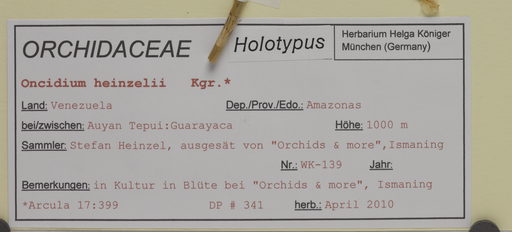 ORCHIDACEAE Holotypus Herbarium Helga Königer
München (Germany)
Oncidium heinzelii Kgr.*
Land: Venezuela Dep./Prov./Edo.: Amazonas
bei/zwischen: Auyan Tepui:Guarayaca Höhe: 1000 m
Sammler: Stefan Heinzel, ausgesät von "Orchids & more",Ismaning
Nr.: WK-139 Jahr:
Bemerkungen: in Kultur in Blüte bei "Orchids & more", Ismaning
*Arcula 17:399 DP # 341 herb.: April 2010